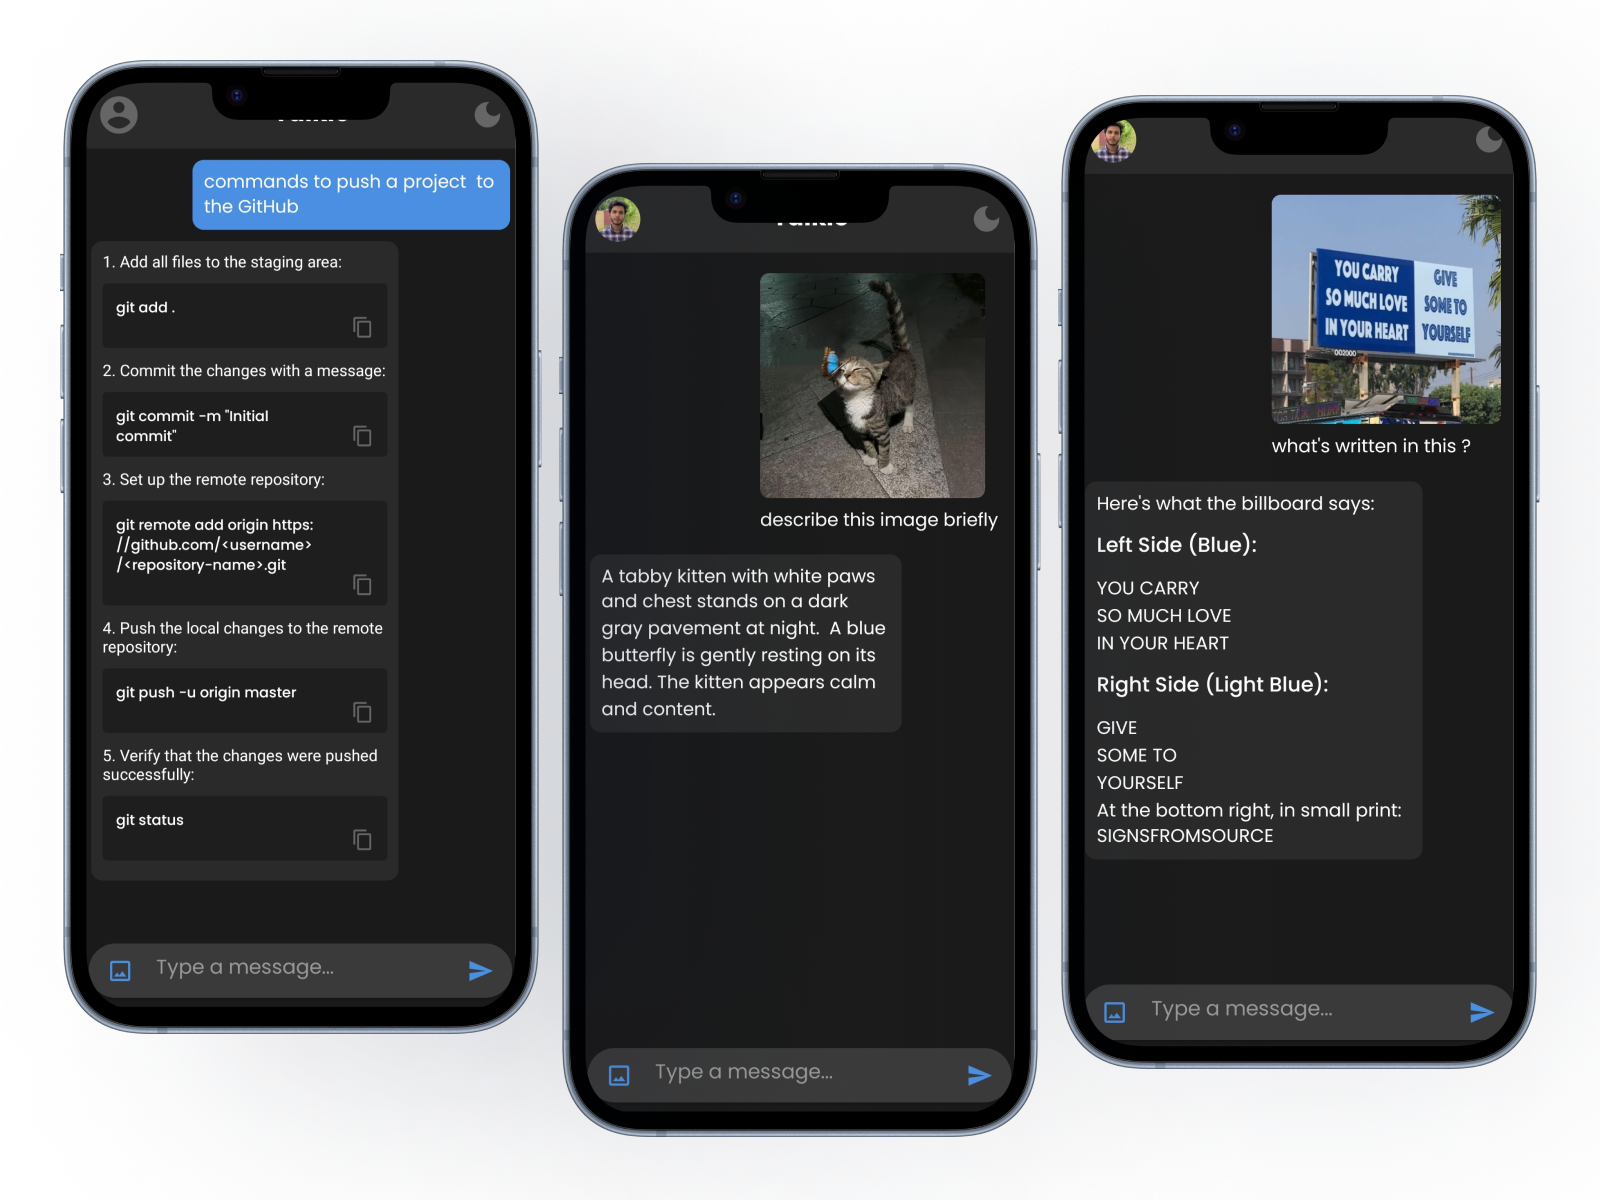 commands to push a project  to
the GitHub
1. Add all files to the staging area:
git add .
2. Commit the changes with a message:
git commit -m "Initial
commit"
3. Set up the remote repository:
git remote add origin https:
//github.com/<username>
/<repository-name>.git
4. Push the local changes to the remote
repository:
git push -u origin master
5. Verify that the changes were pushed
successfully:
git status
Type a message...
describe this image briefly
A tabby kitten with white paws
and chest stands on a dark
gray pavement at night.  A blue
butterfly is gently resting on its
head. The kitten appears calm
and content.
Type a message...
YOU CARRY
SO MUCH LOVE
IN YOUR HEART
GIVE
SOME TO
YOURSELF
002000
what's written in this ?
Here's what the billboard says:
Left Side (Blue):
YOU CARRY
SO MUCH LOVE
IN YOUR HEART
Right Side (Light Blue):
GIVE
SOME TO
YOURSELF
At the bottom right, in small print:
SIGNSFROMSOURCE
Type a message...